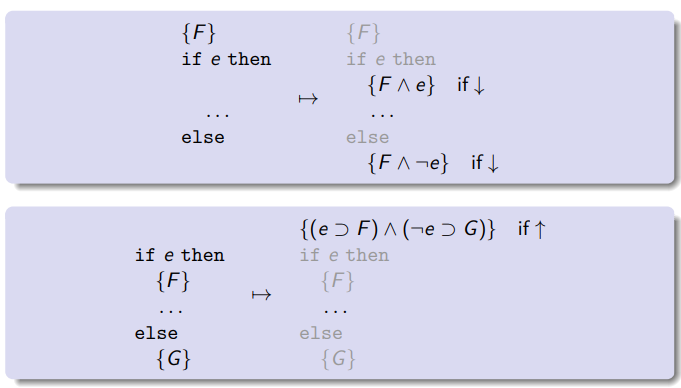 {F} {F}
if e then if e then
{F ∧ e} if ↓
↦
... ...
else else
{F ∧ ¬e} if ↓
{(e ⊃ F) ∧ (¬e ⊃ G)} if ↑
if e then if e then
{F} {F}
↦
... ...
else else
{G} {G}